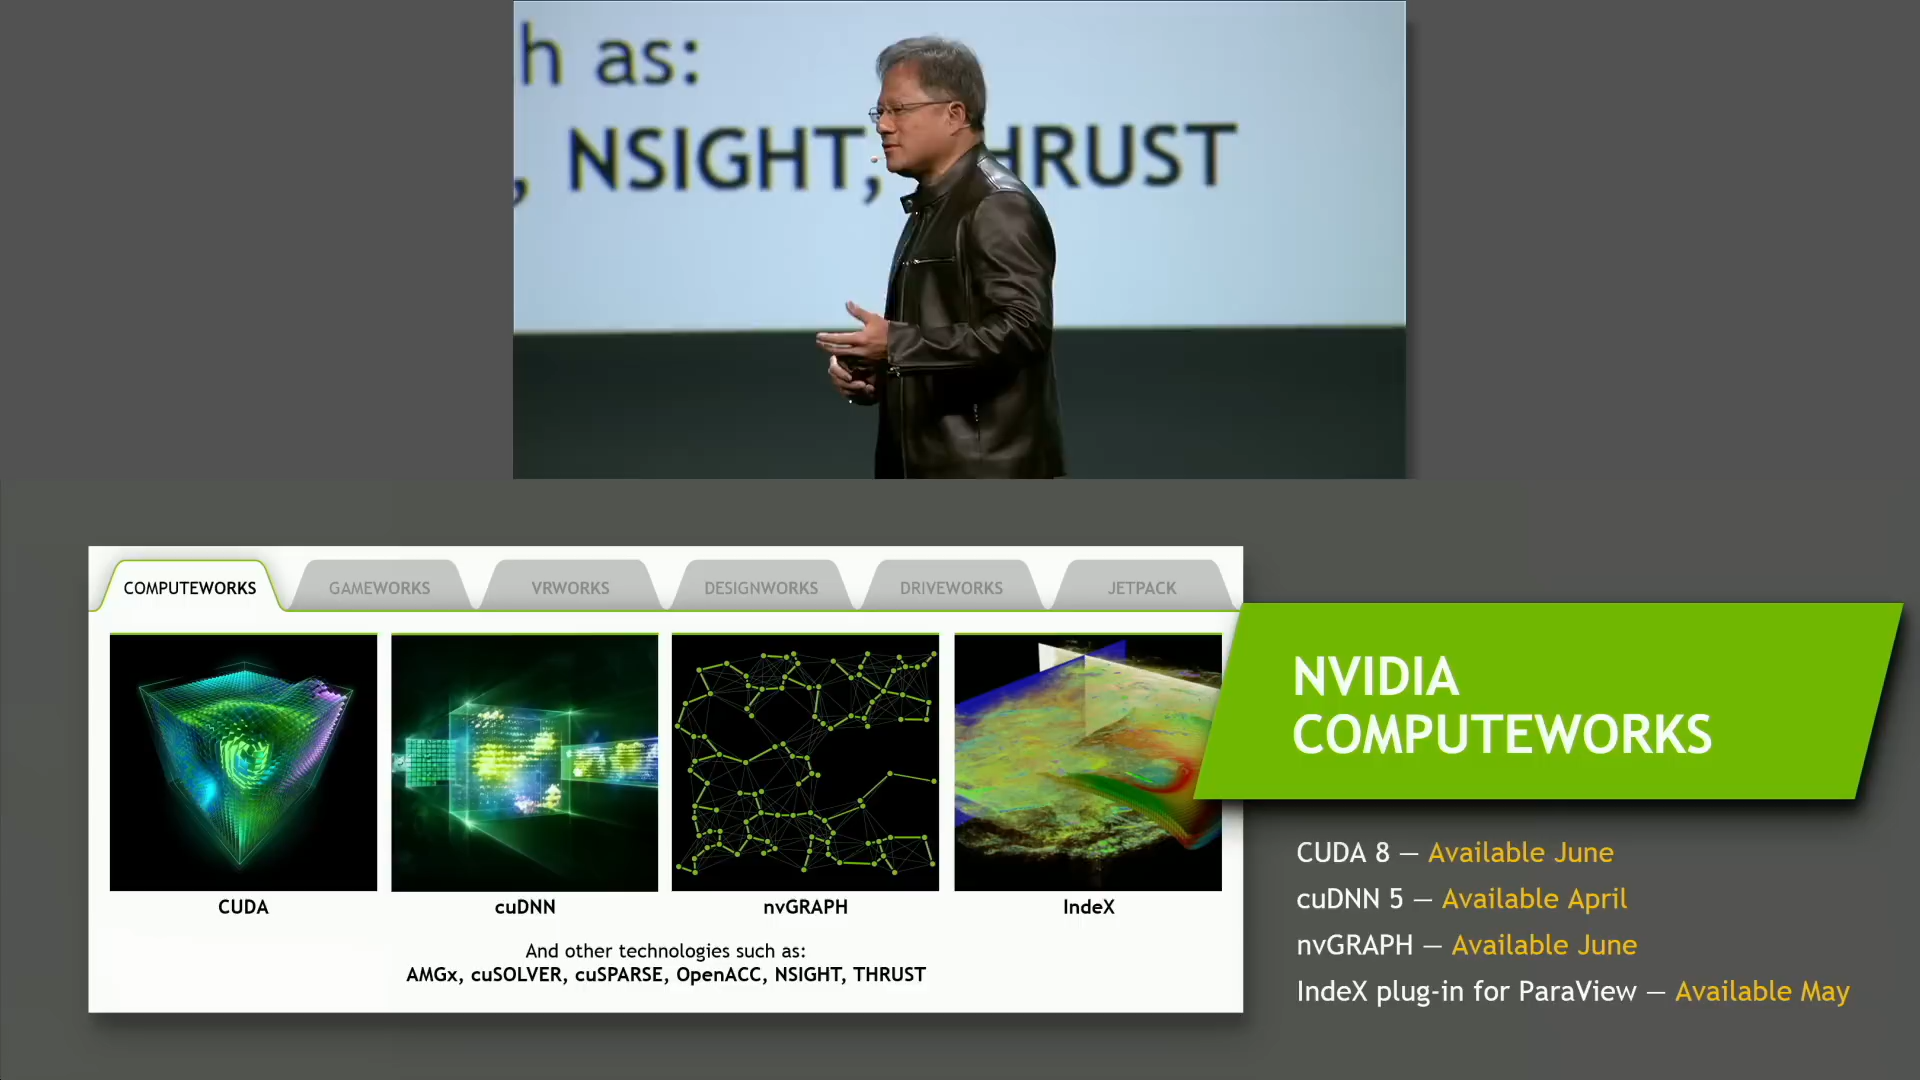 h as:
, NSIGHT, THRUST
COMPUTEWORKS
GAMEWORKS
VRWORKS
DESIGNWORKS
DRIVEWORKS
JETPACK
CUDA
cuDNN
nvGRAPH
IndeX
And other technologies such as:
AMGx, cuSOLVER, cuSPARSE, OpenACC, NSIGHT, THRUST
NVIDIA
COMPUTEWORKS
CUDA 8 — Available June
cuDNN 5 — Available April
nvGRAPH — Available June
IndeX plug-in for ParaView — Available May